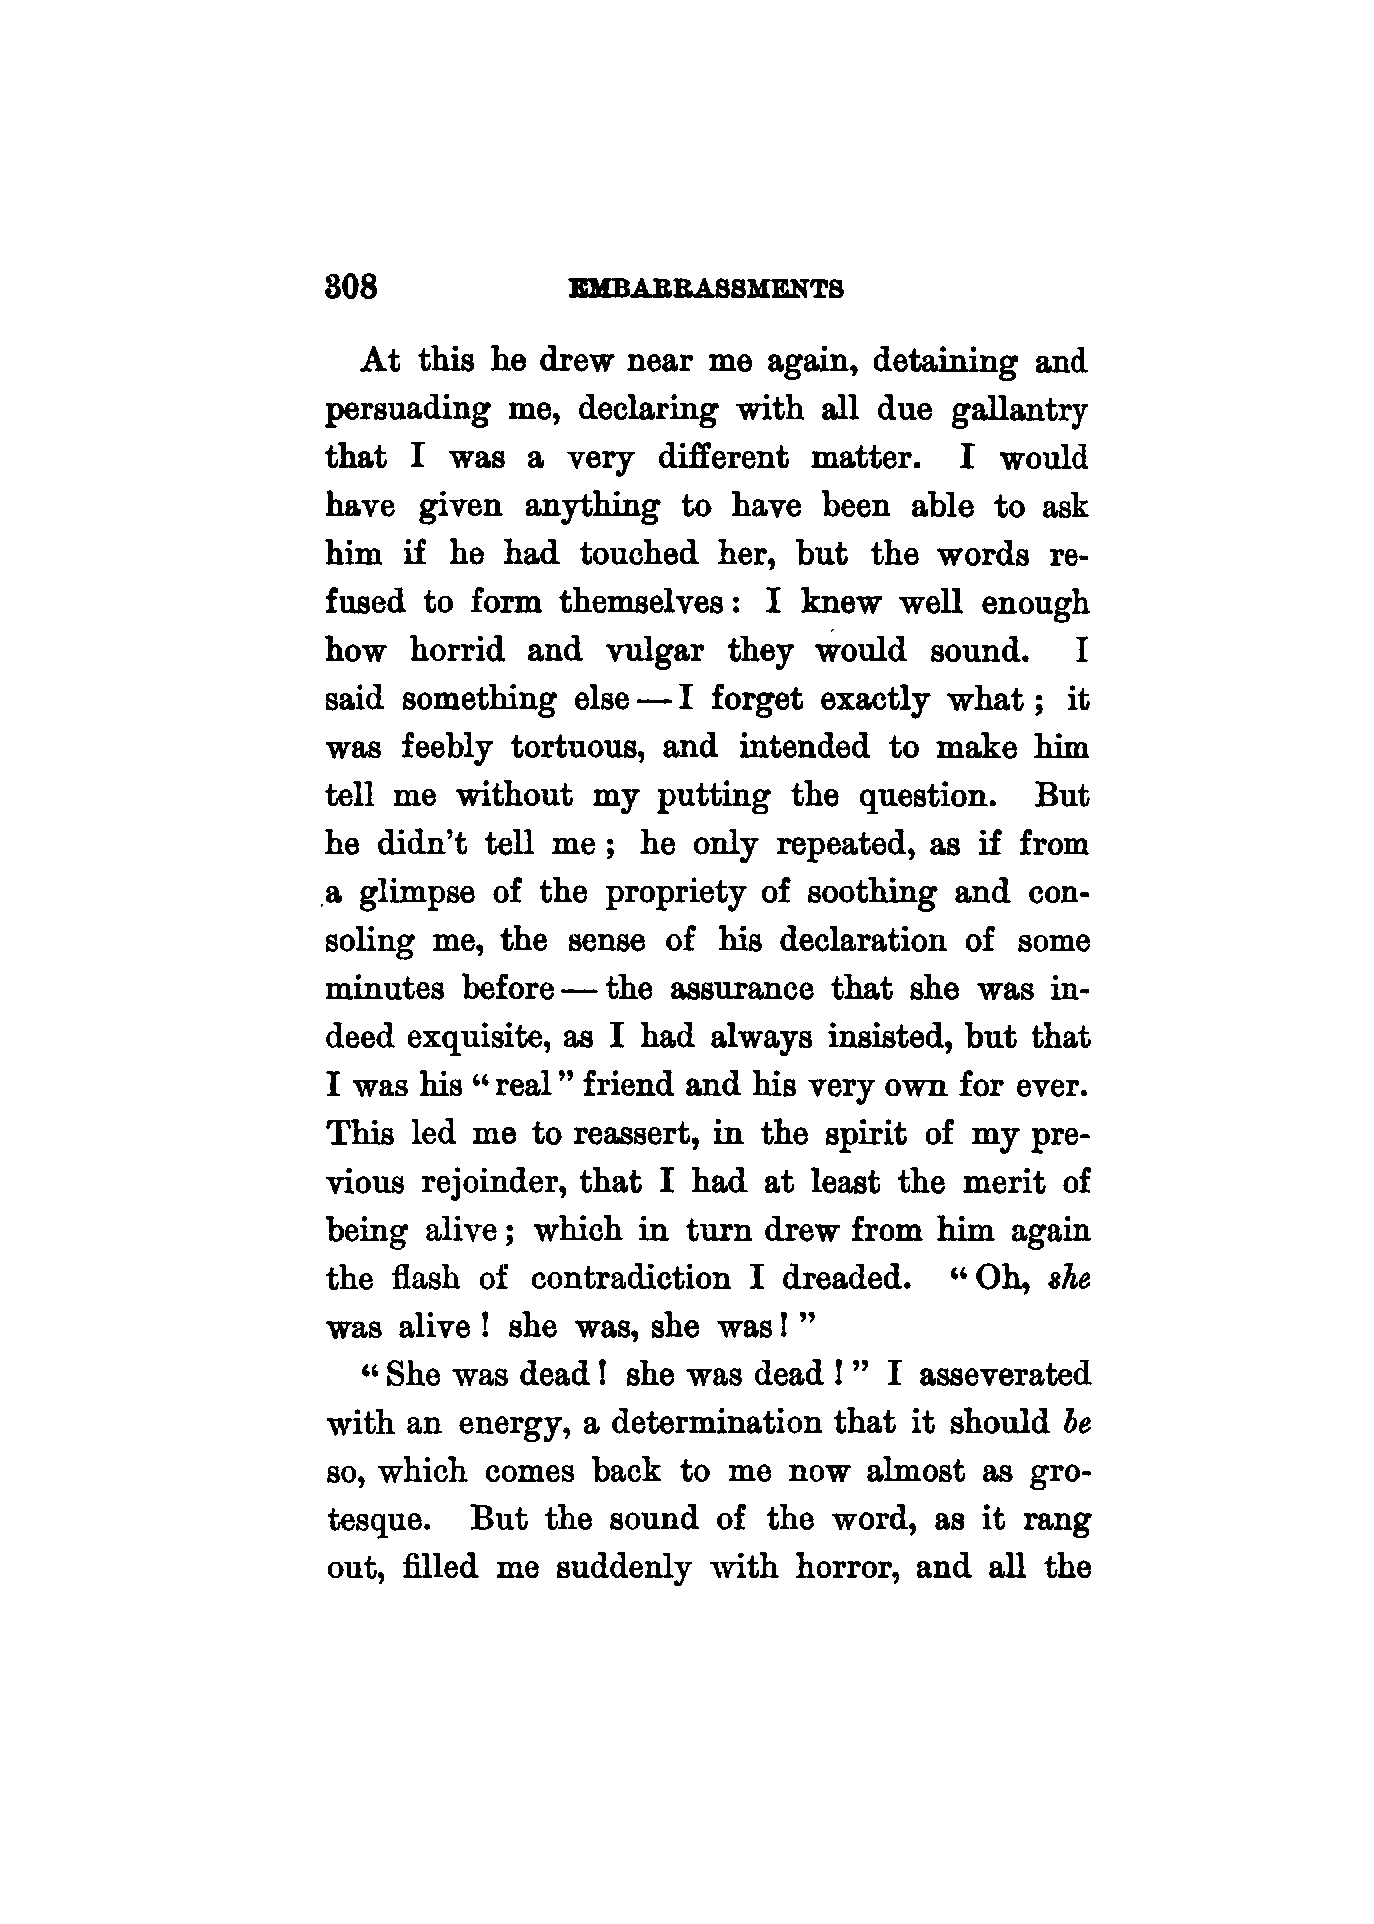 308 EMBARRASSMENTS
At this he drew near me again, detaining and
persuading me, declaring with all due gallantry
that I was a very different matter. I would
have given anything to have been able to ask
him if he had touched her, but the words re-
fused to form themselves: I knew well enough
how horrid and vulgar they would sound. I
said something else — I forget exactly what; it
was feebly tortuous, and intended to make him
tell me without my putting the question. But
he didn't tell me; he only repeated, as if from
a glimpse of the propriety of soothing and con-
soling me, the sense of his declaration of some
minutes before — the assurance that she was in-
deed exquisite, as I had always insisted, but that
I was his "real" friend and his very own for ever.
This led me to reassert, in the spirit of my pre-
vious rejoinder, that I had at least the merit of
being alive; which in turn drew from him again
the flash of contradiction I dreaded. "Oh, she
was alive! she was, she was!"
"She was dead! she was dead!" I asseverated
with an energy, a determination that it should be
so, which comes back to me now almost as gro-
tesque. But the sound of the word, as it rang
out, filled me suddenly with horror, and all the